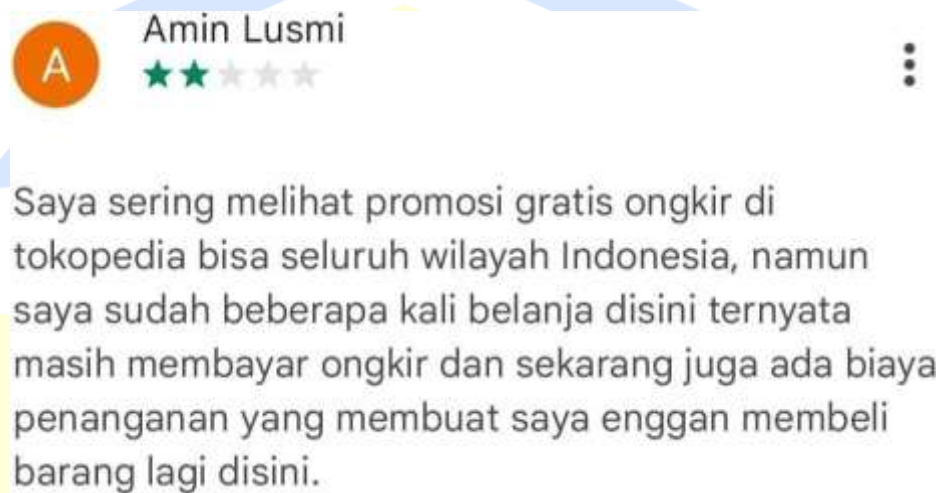 Amin Lusmi
A
Saya sering melihat promosi gratis ongkir di
tokopedia bisa seluruh wilayah Indonesia, namun
saya sudah beberapa kali belanja disini ternyata
masih membayar ongkir dan sekarang juga ada biaya
penanganan yang membuat saya enggan membeli
barang lagi disini.